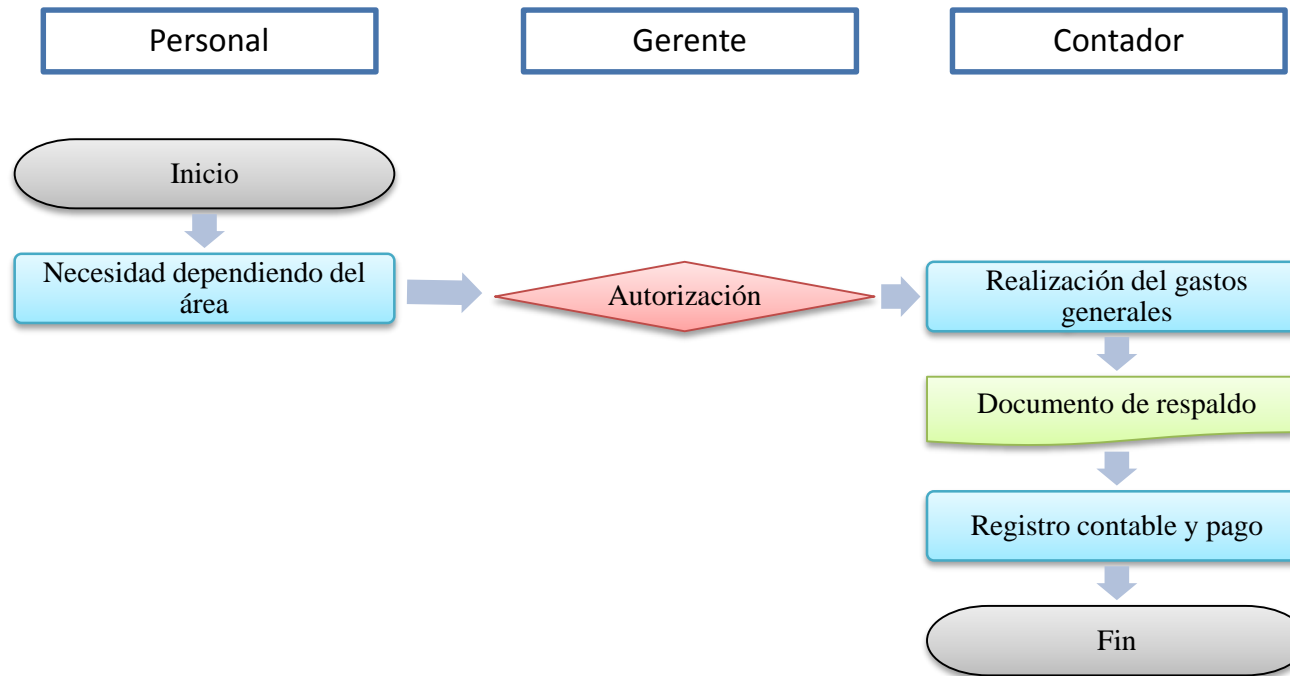 Personal
Gerente
Contador
Inicio
Necesidad dependiendo del
área
Autorización
Realización del gastos
generales
Documento de respaldo
Registro contable y pago
Fin